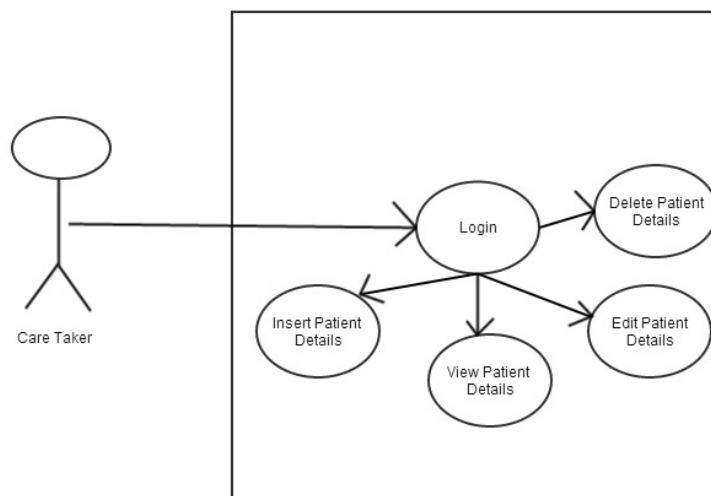 Delete Patient
Details
Login
Insert Patient
Details
Edit Patient
Details
Care Taker
View Patient
Details